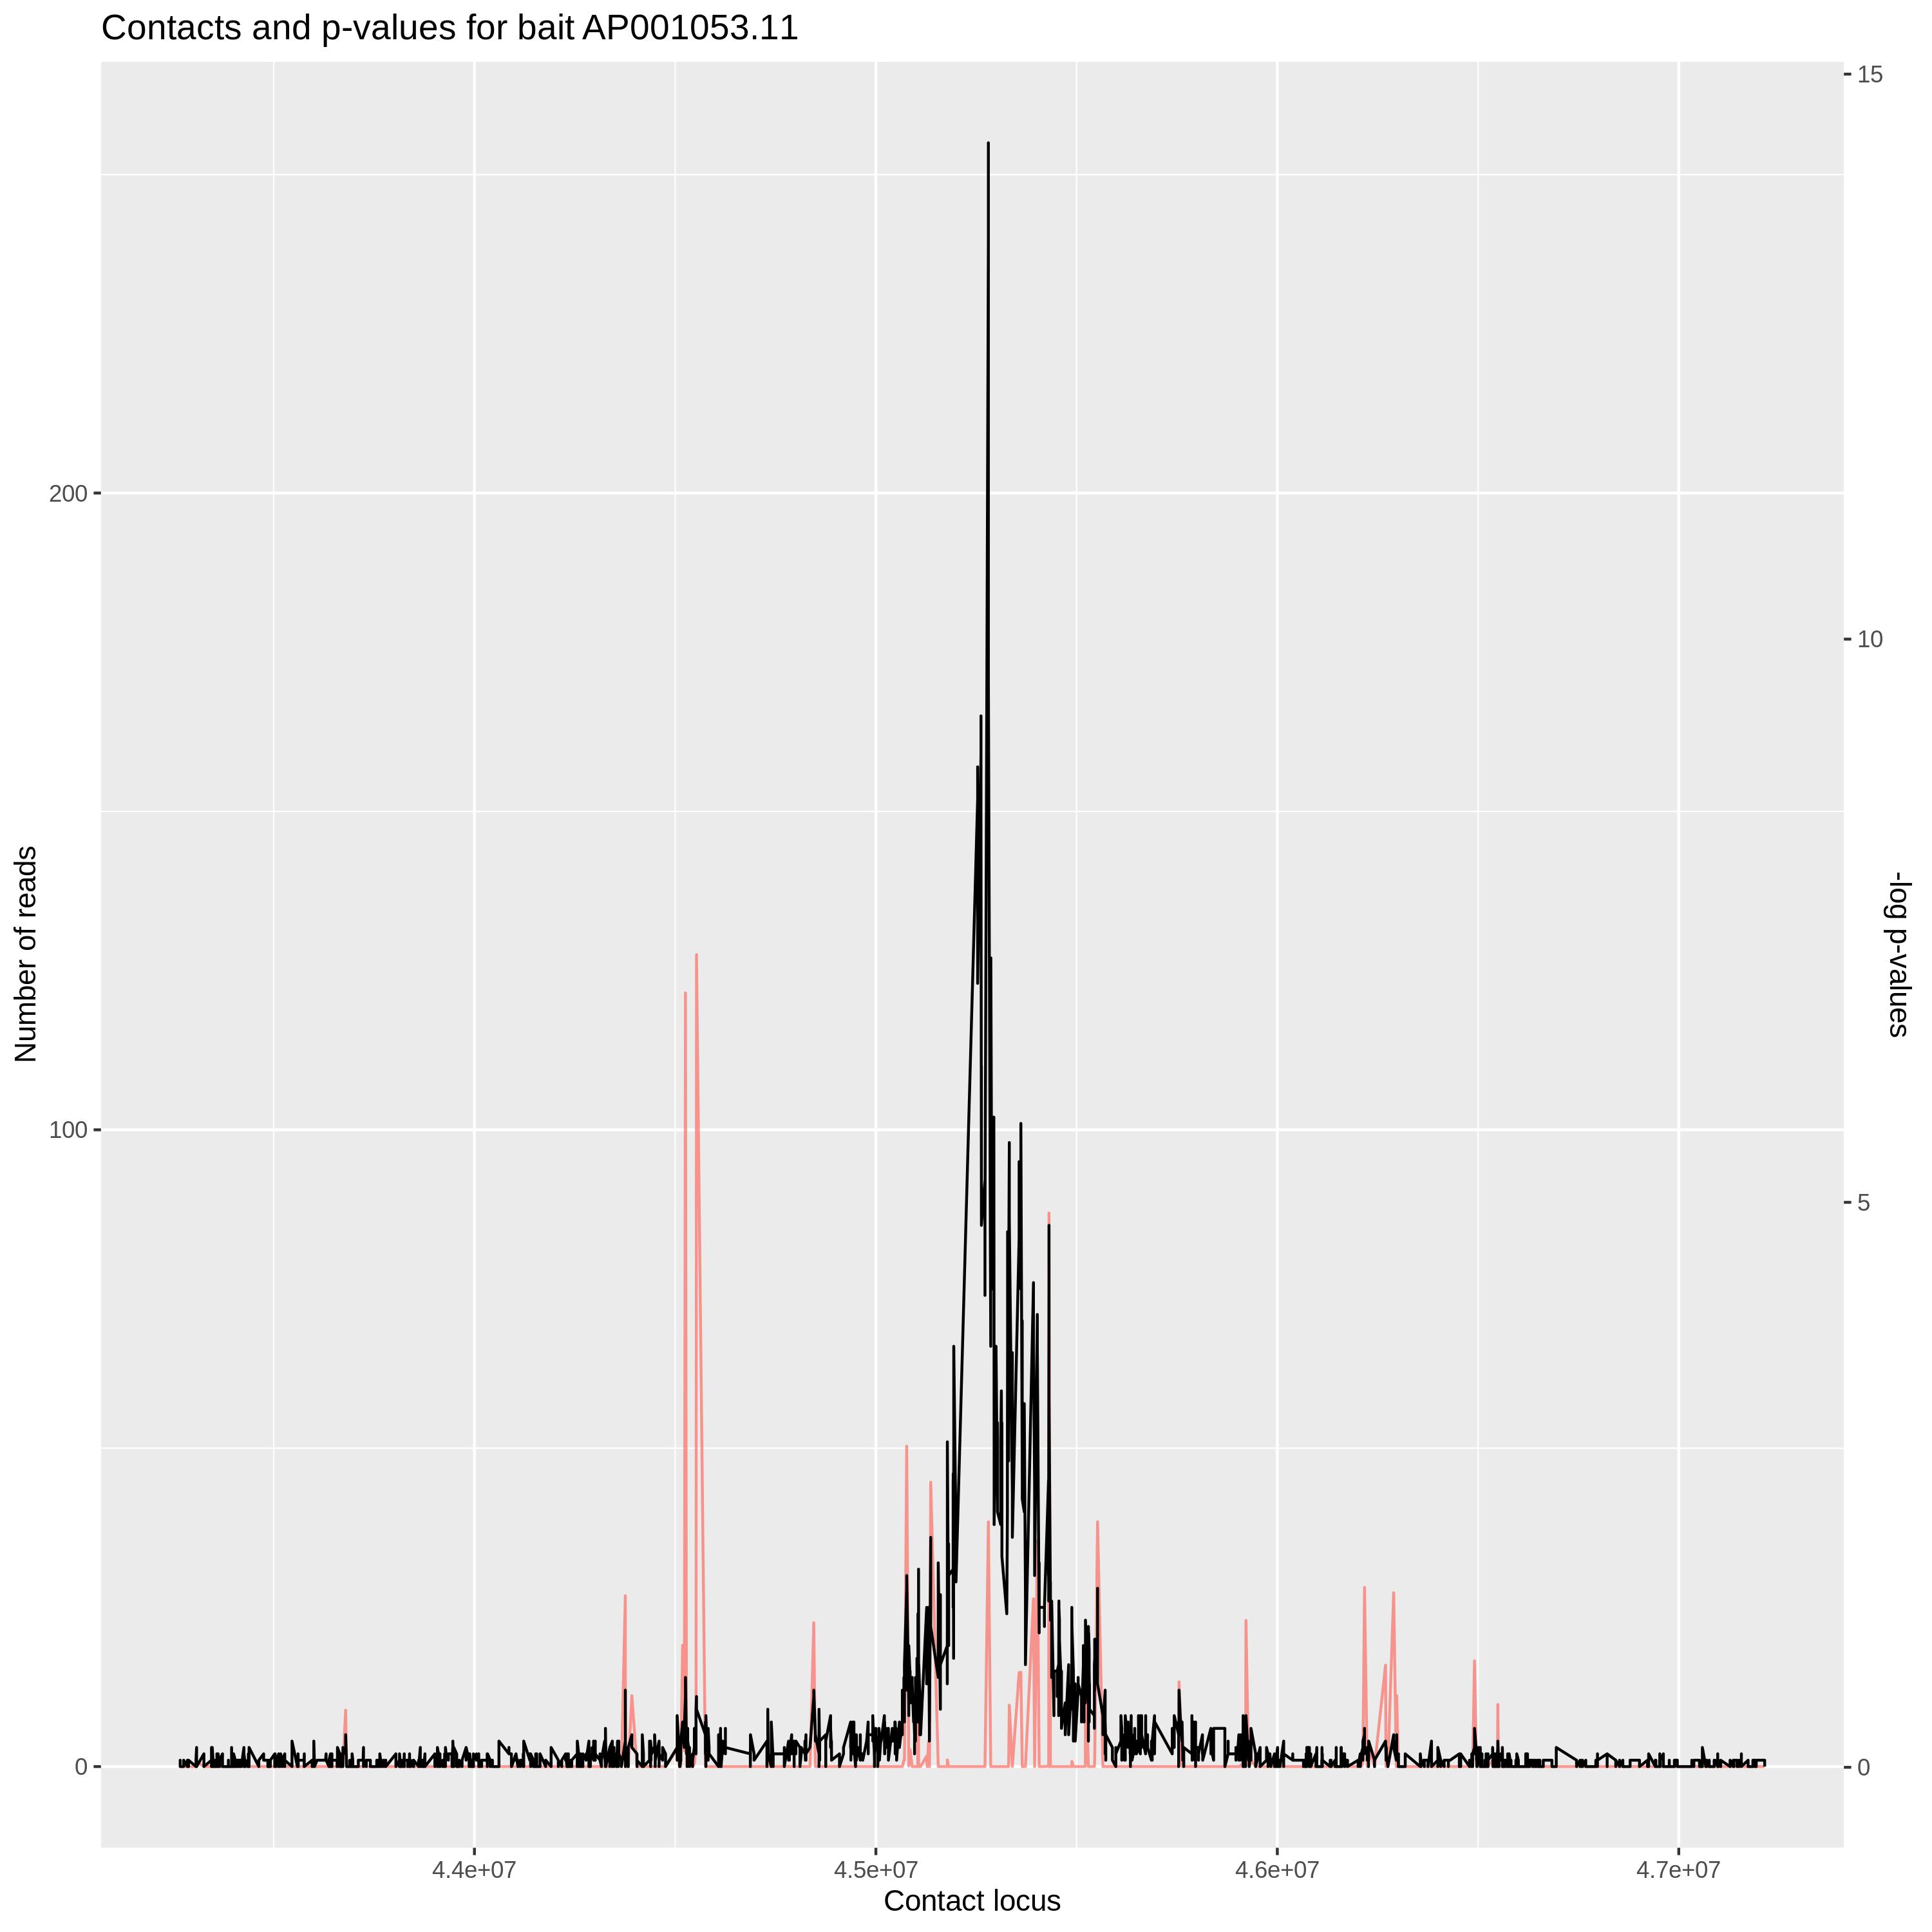 Contacts and p-values for bait AP001053.11
15
200
10
Number of reads
-log p-values
100
5
0
0
4.4e+07
4.5e+07
4.6e+07
4.7e+07
Contact locus